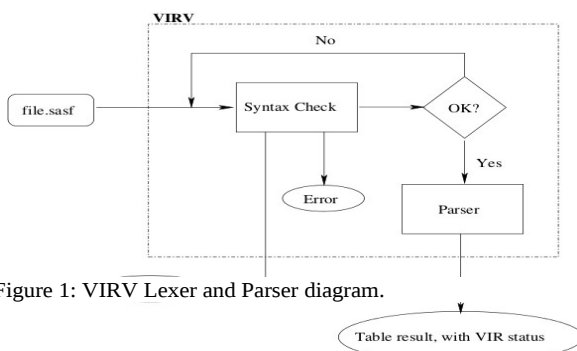 VIRV
No
file.sasf
Syntax Check
OK?
Yes
Error
Parser
Figure 1: VIRV Lexer and Parser diagram.
Table result, with VIR status